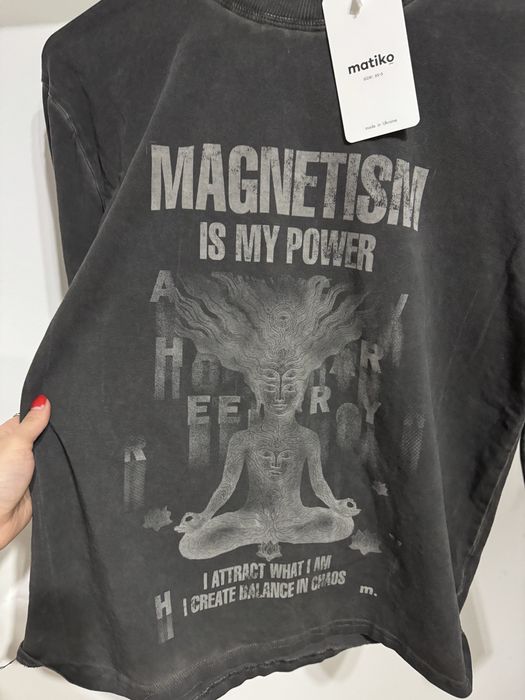 matiko
made in Ukraine
MAGNETISM
IS MY POWER
A
H
A R
E E R Y
R
I ATTRACT WHAT I AM
I CREATE BALANCE IN CHAOS
H
m.